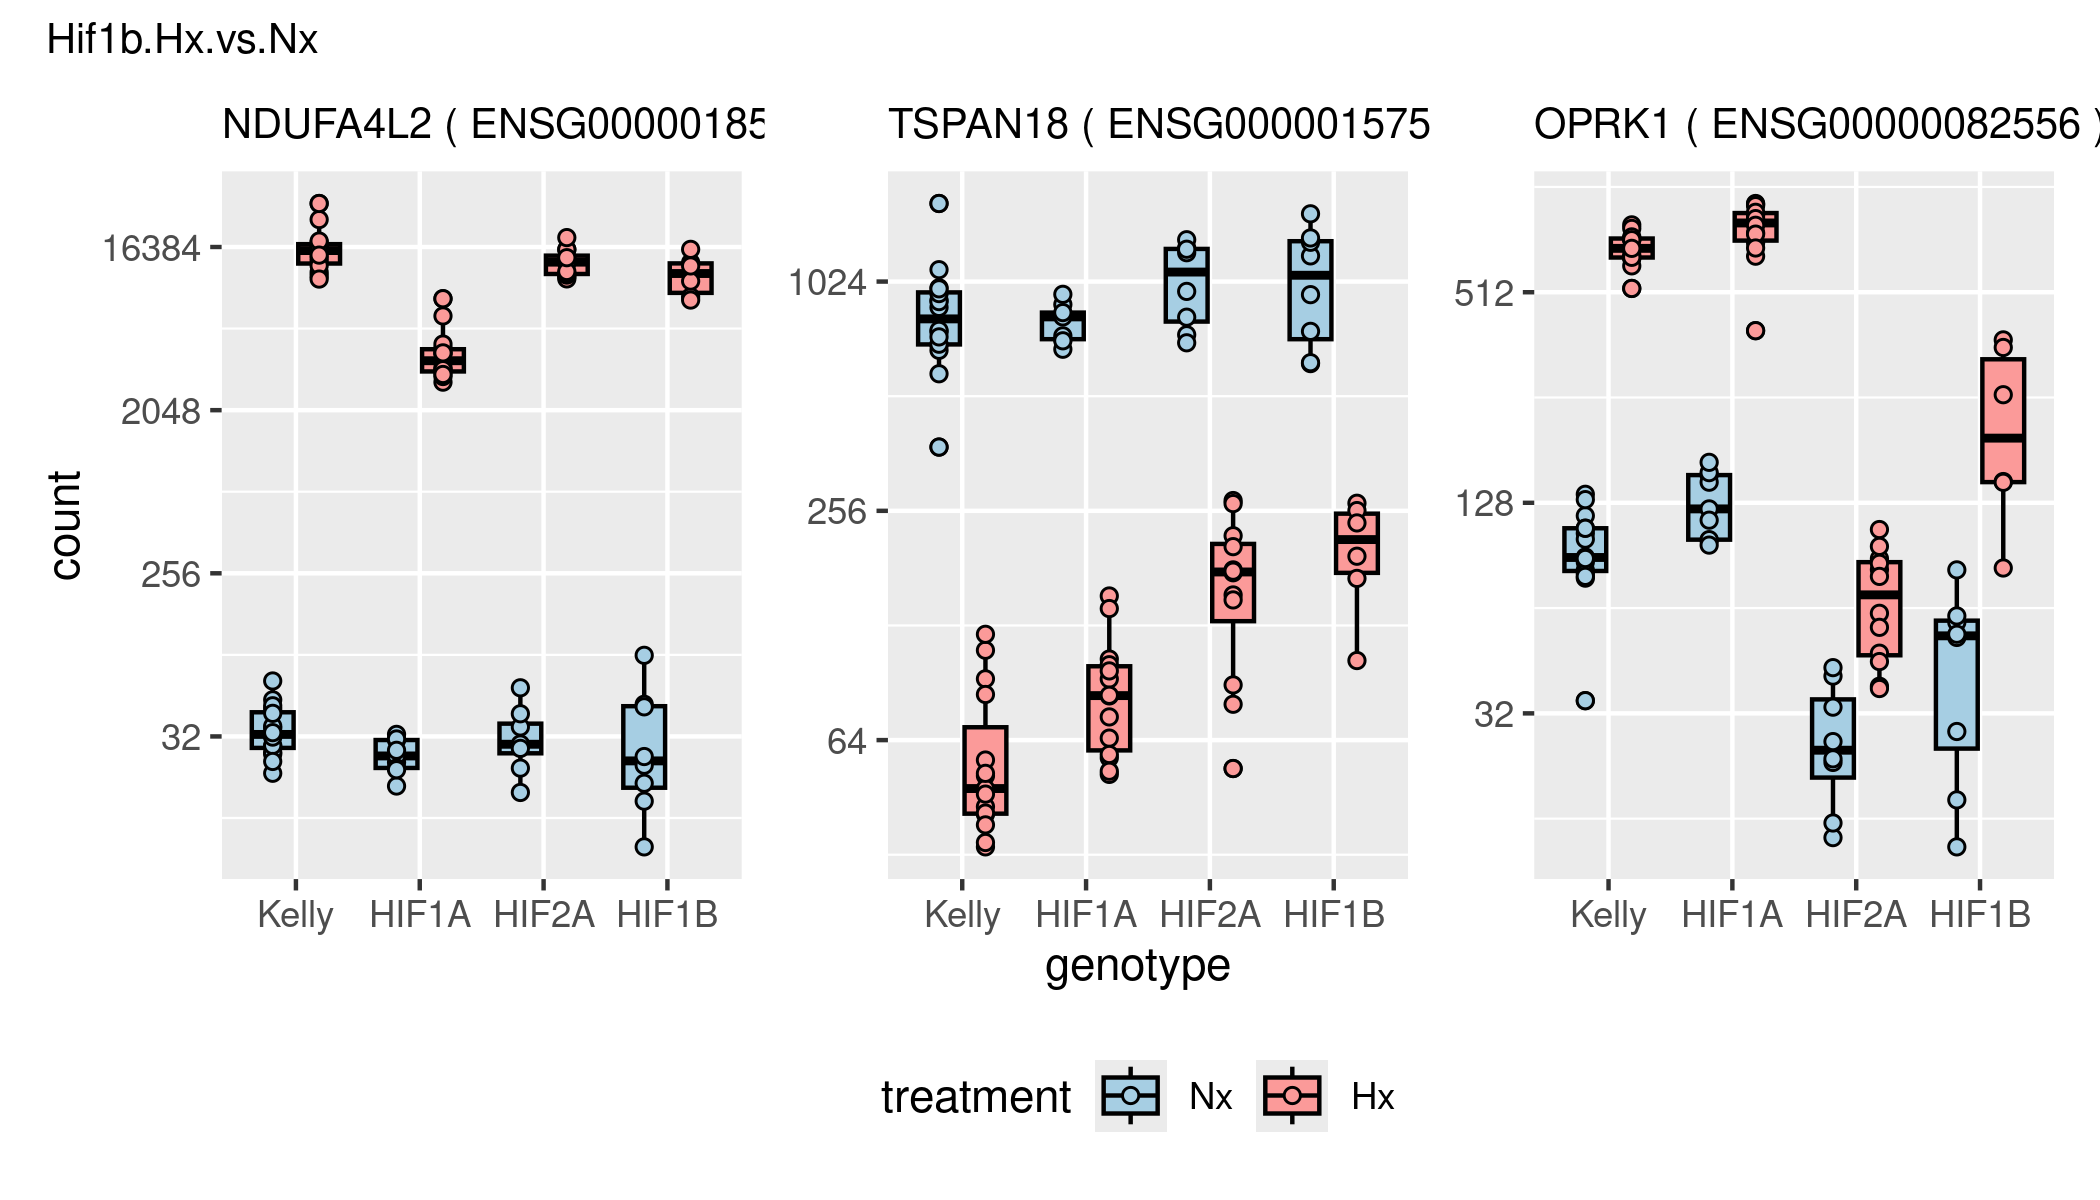 Hif1b.Hx.vs.Nx
NDUFA4L2 ( ENSG00000185
TSPAN18 ( ENSG000001575
OPRK1 ( ENSG00000082556 )
count
16384
2048
256
32
1024
256
64
512
128
32
Kelly HIF1A HIF2A HIF1B
Kelly HIF1A HIF2A HIF1B
Kelly HIF1A HIF2A HIF1B
genotype
treatment Nx Hx